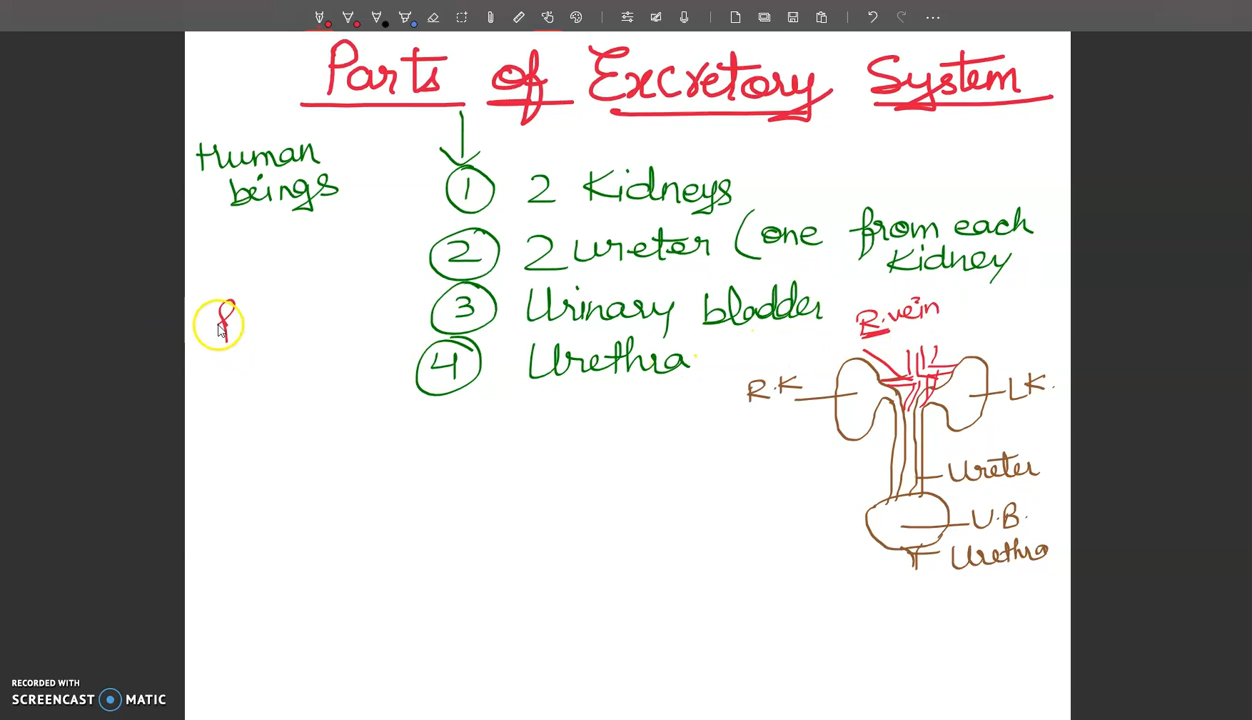 Parts of Excretory System
Human
beings
1 2 Kidneys
2 2 ureter (one from each
Kidney
3 Urinary bladder
4 Urethra
R.vein
R.K
L K.
Ureter
U.B.
Urethra
RECORDED WITH
SCREENCAST MATIC